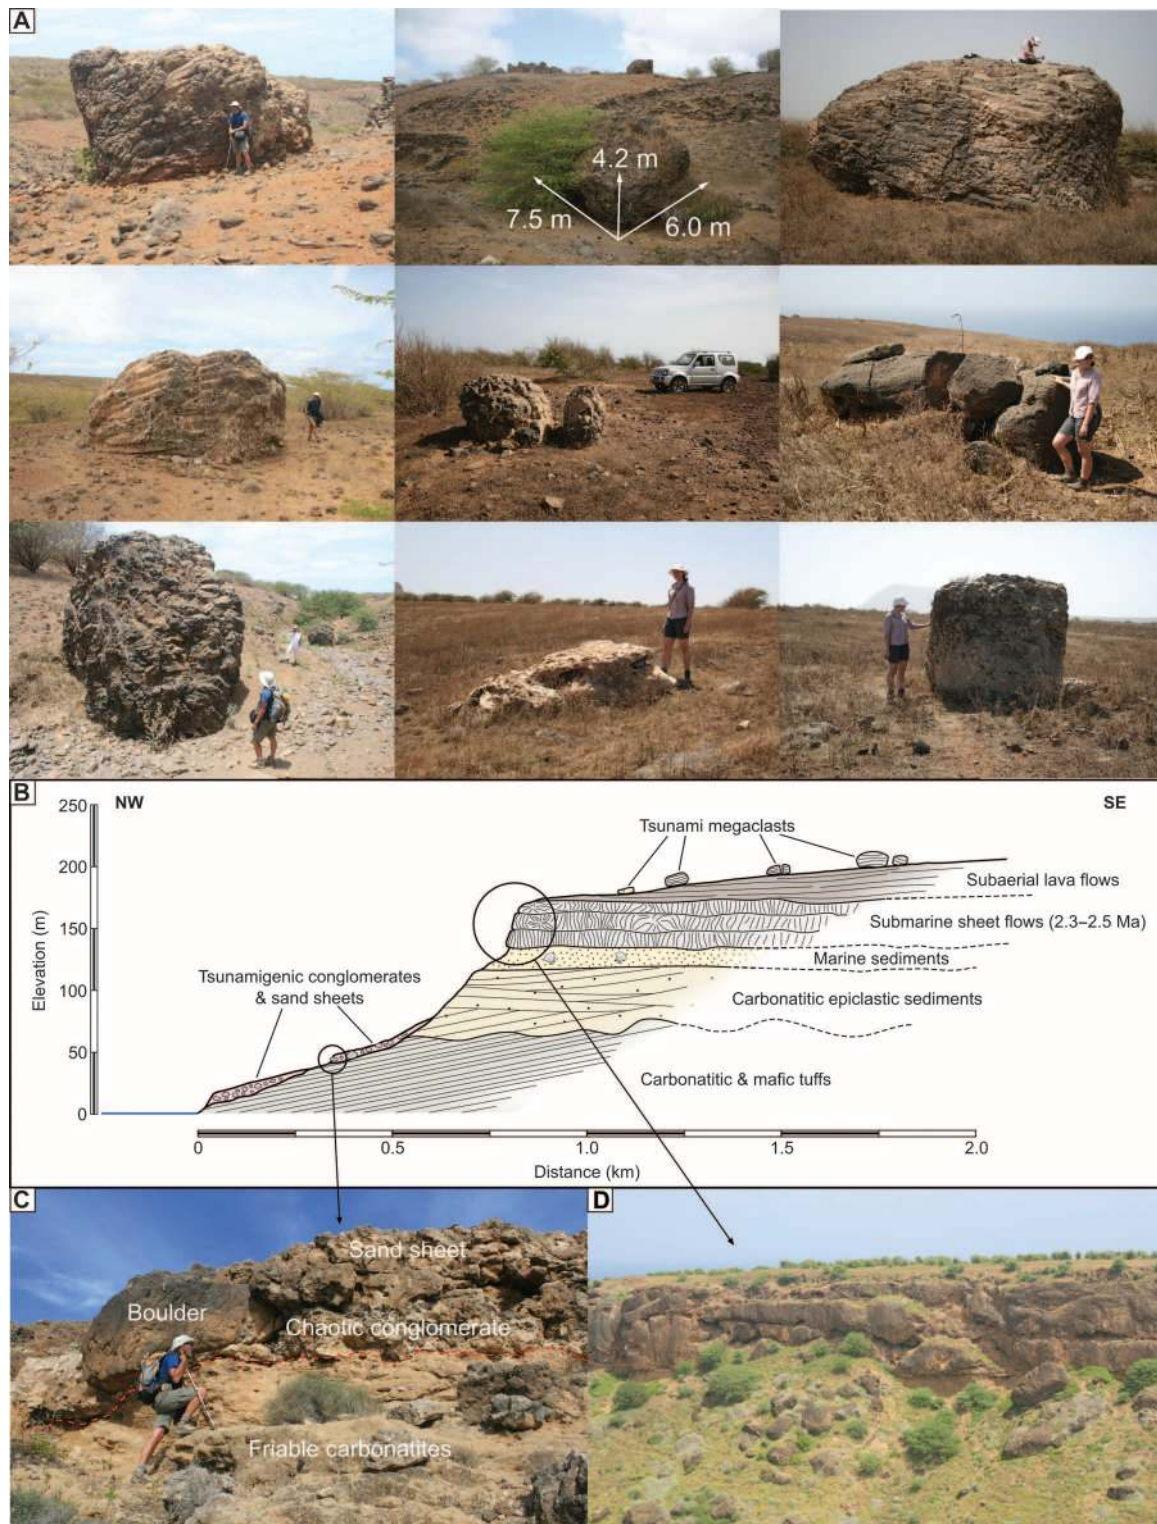 A
4.2 m
7.5 m
6.0 m
B
NW
SE
250
200
150
100
50
0
Elevation (m)
Tsunami megaclasts
Subaerial lava flows
Submarine sheet flows (2.3–2.5 Ma)
Marine sediments
Tsunamigenic conglomerates
& sand sheets
Carbonatitic epiclastic sediments
Carbonatitic & mafic tuffs
0
0.5
1.0
1.5
2.0
Distance (km)
C
Sand sheet
Boulder
Chaotic conglomerate
Friable carbonatites
D